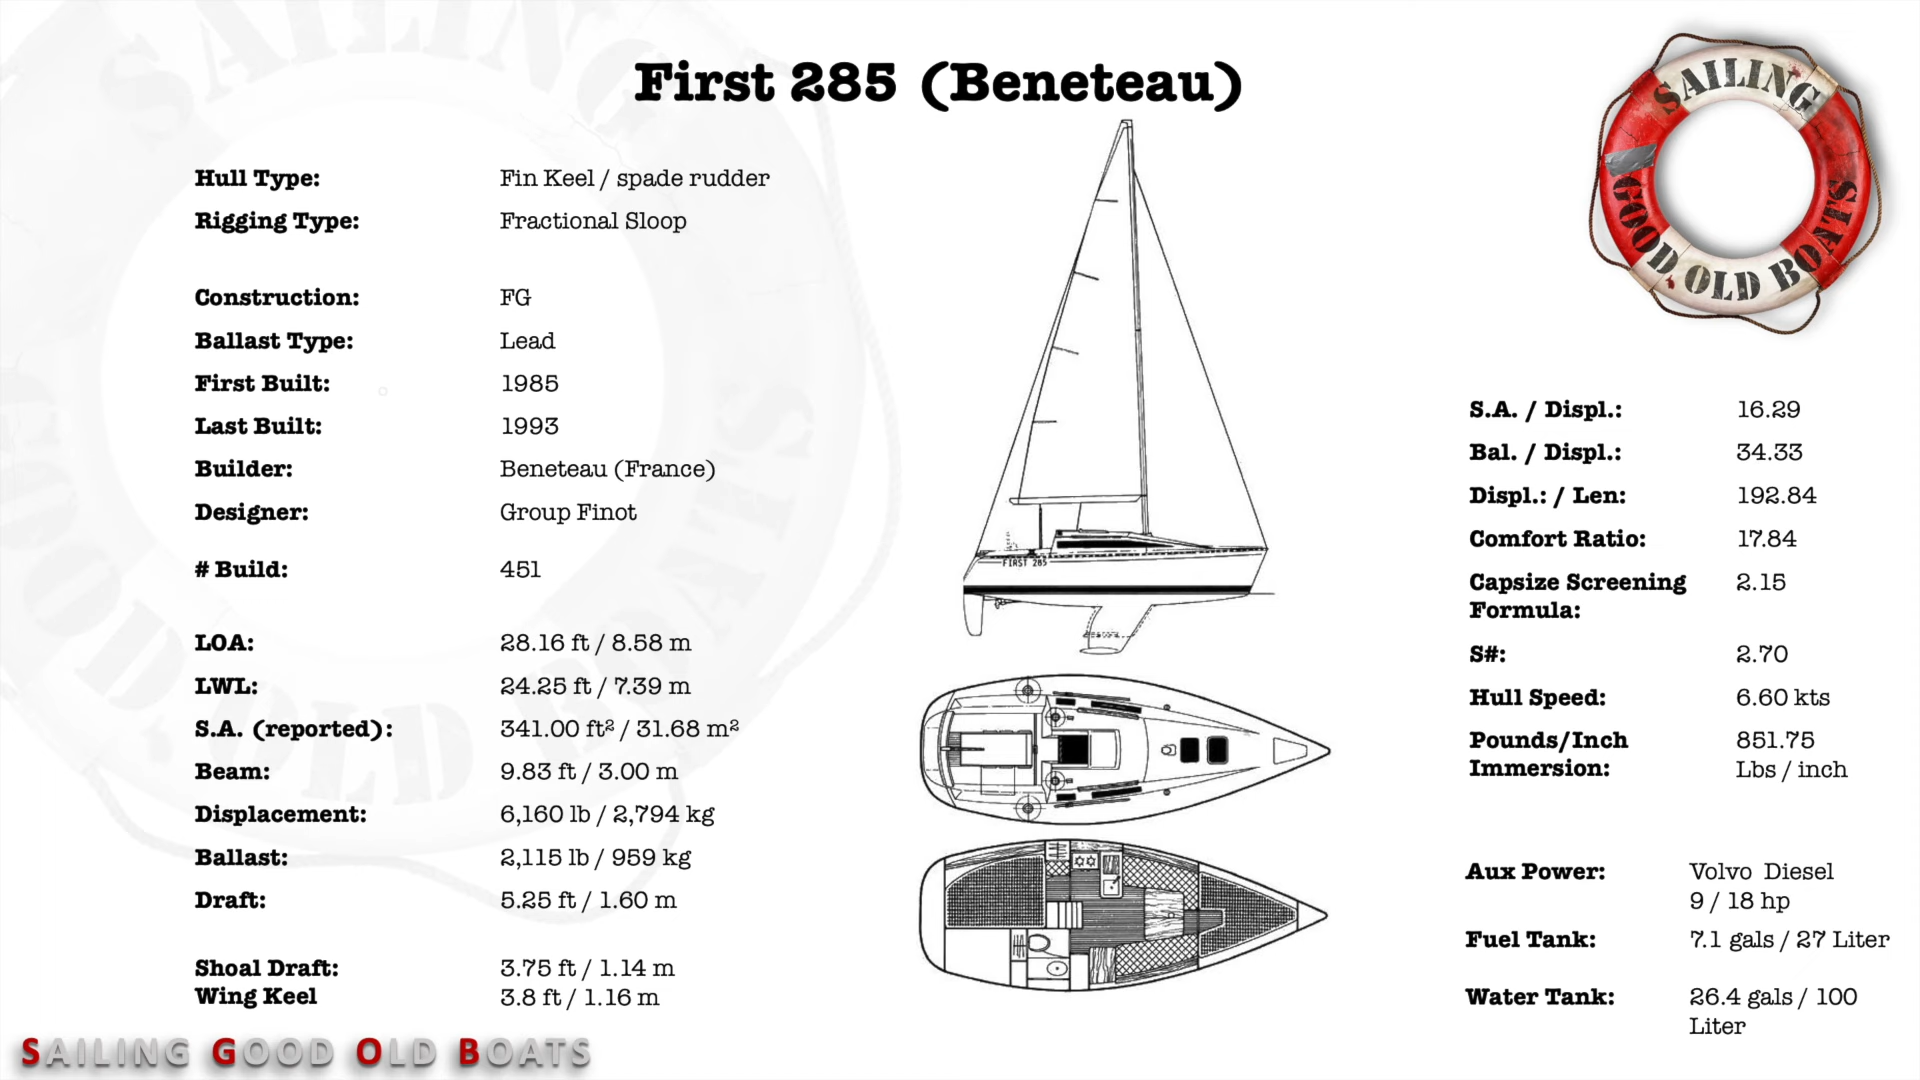 First 285 (Beneteau)
SAILING
GOOD OLD BOATS
Hull Type: Fin Keel / spade rudder
Rigging Type: Fractional Sloop
Construction: FG
Ballast Type: Lead
First Built: 1985
Last Built: 1993
Builder: Beneteau (France)
Designer: Group Finot
# Build: 451
LOA: 28.16 ft / 8.58 m
LWL: 24.25 ft / 7.39 m
S.A. (reported): 341.00 ft² / 31.68 m²
Beam: 9.83 ft / 3.00 m
Displacement: 6,160 lb / 2,794 kg
Ballast: 2,115 lb / 959 kg
Draft: 5.25 ft / 1.60 m
Shoal Draft: 3.75 ft / 1.14 m
Wing Keel 3.8 ft / 1.16 m
FIRST 285
S.A. / Displ.: 16.29
Bal. / Displ.: 34.33
Displ.: / Len: 192.84
Comfort Ratio: 17.84
Capsize Screening 2.15
Formula:
S#: 2.70
Hull Speed: 6.60 kts
Pounds/Inch 851.75
Immersion: Lbs / inch
Aux Power: Volvo Diesel
9 / 18 hp
Fuel Tank: 7.1 gals / 27 Liter
Water Tank: 26.4 gals / 100
Liter
SAILING GOOD OLD BOATS